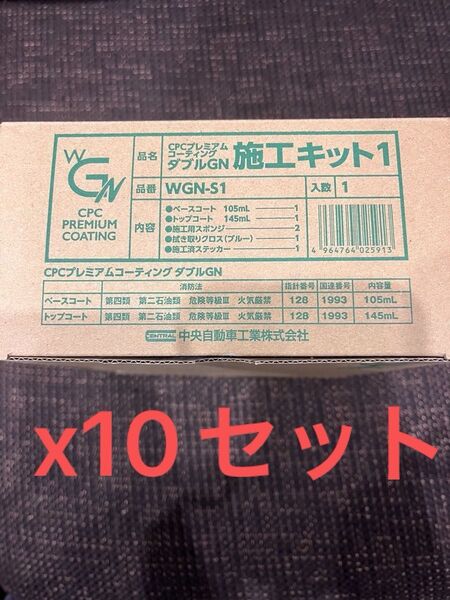 WGN
CPC
PREMIUM
COATING
品名
CPCプレミアム
コーティング
ダブルGN
施工キット1
品番
WGN-S1
入数
1
内容
●ベースコート 105mL 1
●トップコート 145mL 1
●施工用スポンジ 2
●拭き取りクロス(ブルー) 1
●施工済ステッカー 1
4 964764 025913
CPCプレミアムコーティング ダブルGN
消防法 指針番号 国連番号 内容量
ベースコート 第四類 第二石油類 危険等級Ⅲ 火気厳禁 128 1993 105mL
トップコート 第四類 第二石油類 危険等級Ⅲ 火気厳禁 128 1993 145mL
CENTRAL 中央自動車工業株式会社
x10セット